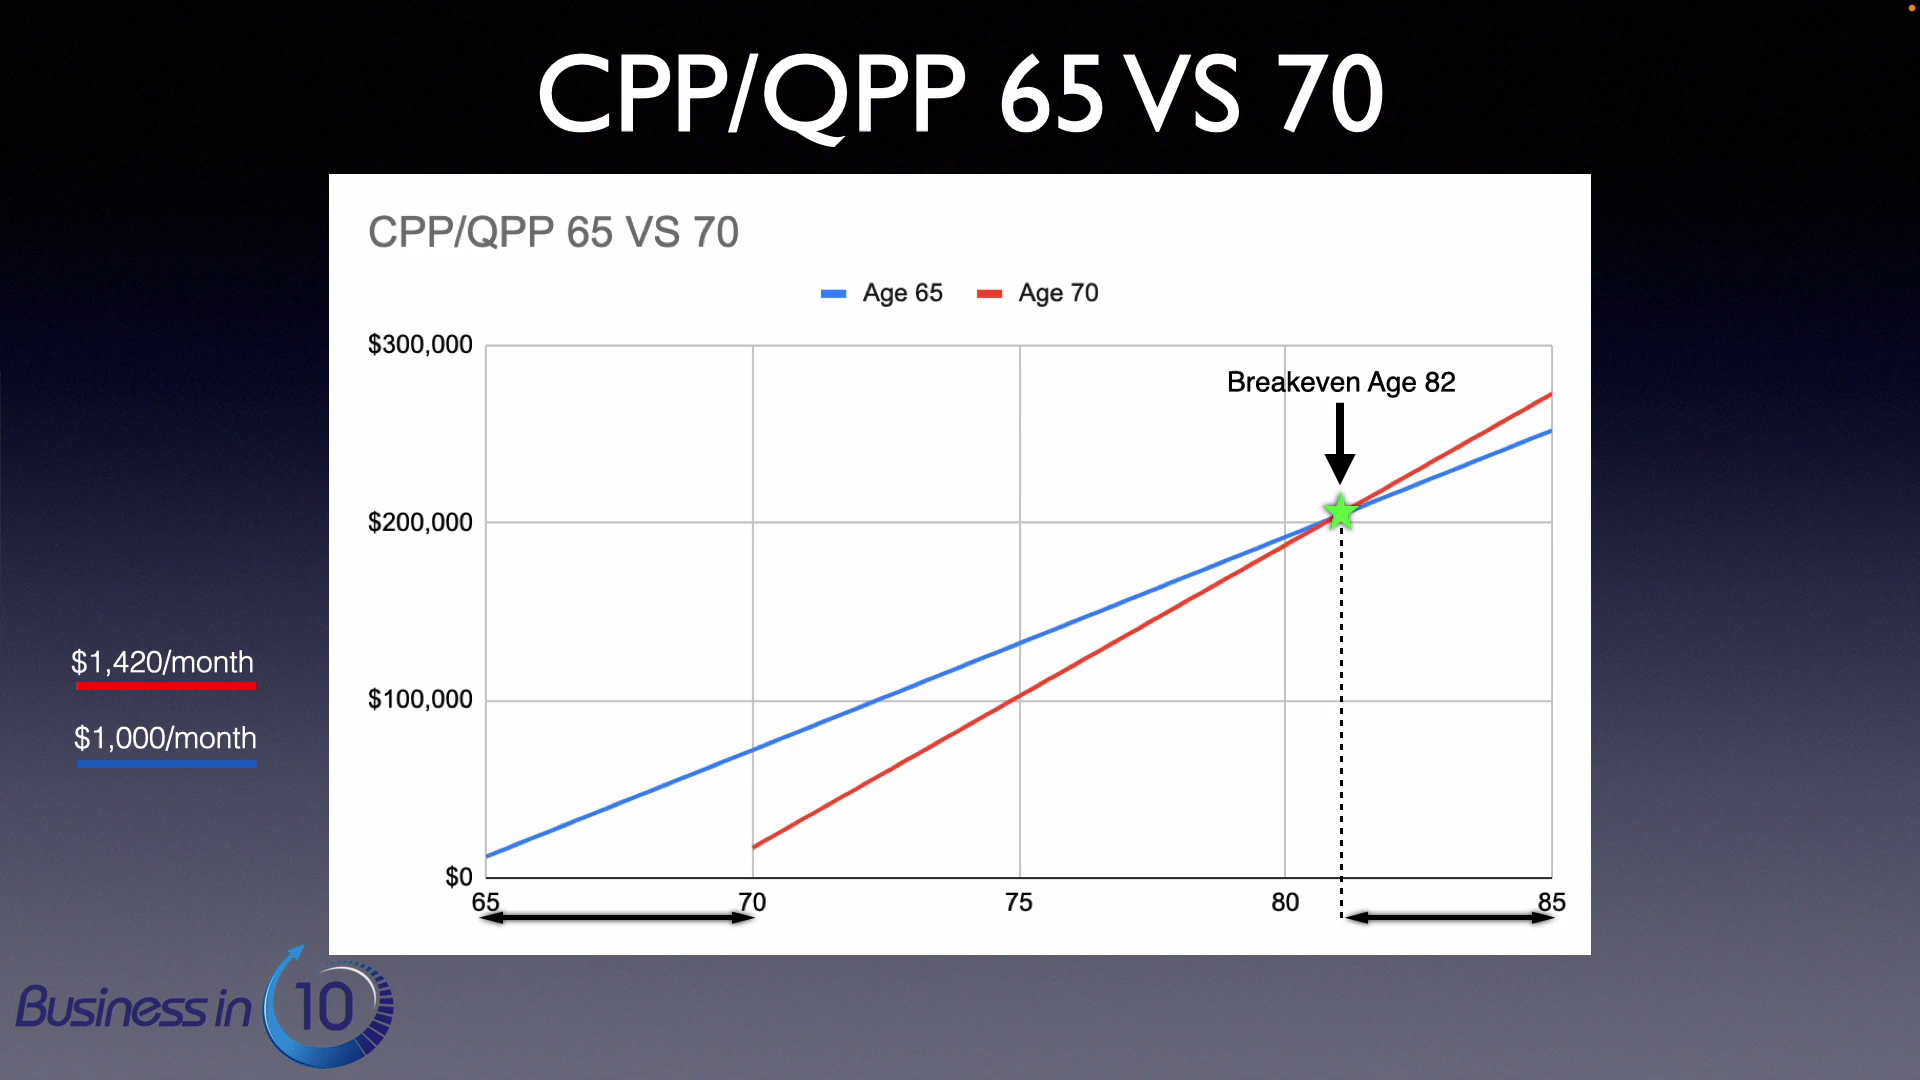 CPP/QPP 65 VS 70
CPP/QPP 65 VS 70
Age 65 Age 70
$300,000
Breakeven Age 82
$200,000
$100,000
$0
65 70 75 80 85
$1,420/month
$1,000/month
Business in 10